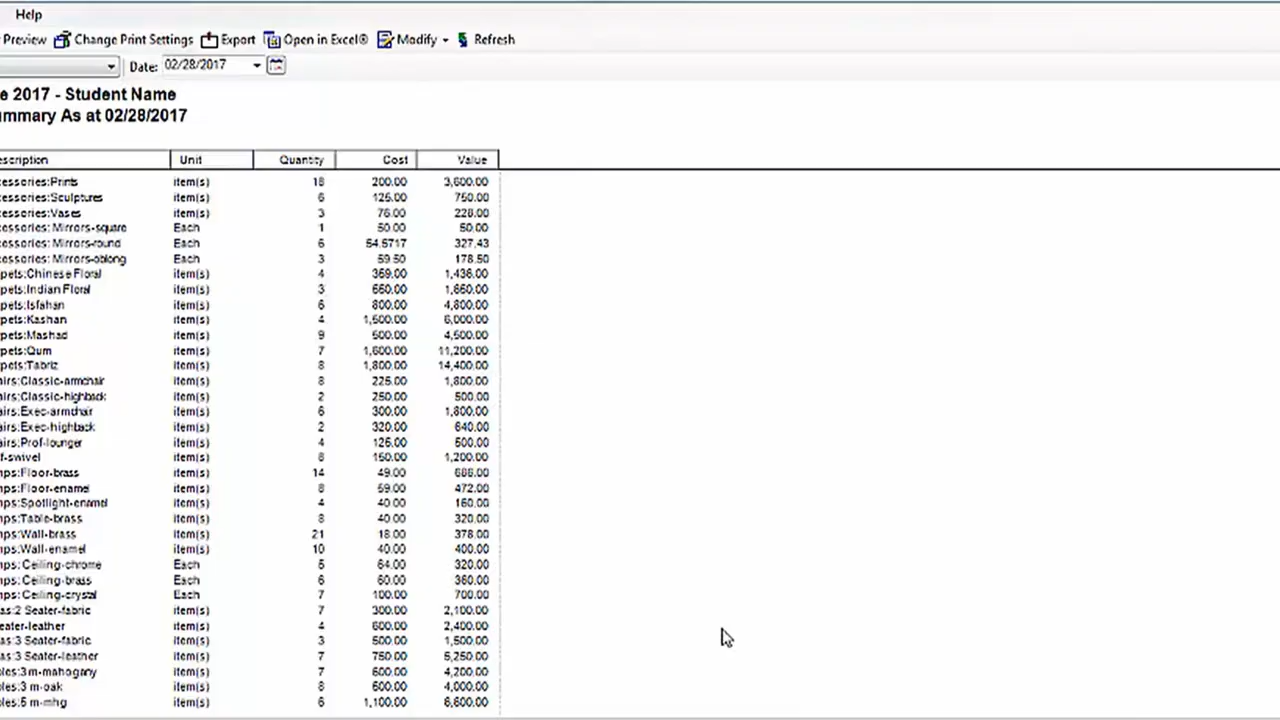 Help
Preview Change Print Settings Export Open in Excel® Modify Refresh
Date: 02/28/2017
e 2017 - Student Name
mmary As at 02/28/2017
escription Unit Quantity Cost Value
cessories:Prints item(s) 18 200.00 3,600.00
cessories:Sculptures item(s) 6 125.00 750.00
cessories:Vases item(s) 3 76.00 228.00
cessories: Mirrors-square Each 1 50.00 50.00
cessories: Mirrors-round Each 6 54.5717 327.43
cessories: Mirrors-oblong Each 3 59.50 178.50
pets:Chinese Floral item(s) 4 359.00 1,436.00
pets:Indian Floral item(s) 3 550.00 1,650.00
pets:Isfahan item(s) 6 800.00 4,800.00
pets:Kashan item(s) 4 1,500.00 6,000.00
pets:Mashad item(s) 9 500.00 4,500.00
pets:Qum item(s) 7 1,600.00 11,200.00
pets:Tabriz item(s) 8 1,800.00 14,400.00
airs:Classic-armchair item(s) 8 225.00 1,800.00
airs:Classic-highback item(s) 2 250.00 500.00
airs:Exec-armchair item(s) 6 300.00 1,800.00
airs:Exec-highback item(s) 2 320.00 640.00
airs:Prof-lounger item(s) 4 125.00 500.00
f-swivel item(s) 8 150.00 1,200.00
nps:Floor-brass item(s) 14 49.00 686.00
nps:Floor-enamel item(s) 8 59.00 472.00
nps:Spotlight-enamel item(s) 4 40.00 160.00
nps:Table-brass item(s) 8 40.00 320.00
nps:Wall-brass item(s) 21 18.00 378.00
nps:Wall-enamel item(s) 10 40.00 400.00
nps: Ceiling-chrome Each 5 64.00 320.00
nps: Ceiling-brass Each 6 60.00 360.00
nps: Ceiling-crystal Each 7 100.00 700.00
as:2 Seater-fabric item(s) 7 300.00 2,100.00
eater-leather item(s) 4 600.00 2,400.00
as:3 Seater-fabric item(s) 3 500.00 1,500.00
as:3 Seater-leather item(s) 7 750.00 5,250.00
les:3 m-mahogany item(s) 7 600.00 4,200.00
les:3 m-oak item(s) 8 500.00 4,000.00
les:5 m-mhg item(s) 6 1,100.00 6,600.00